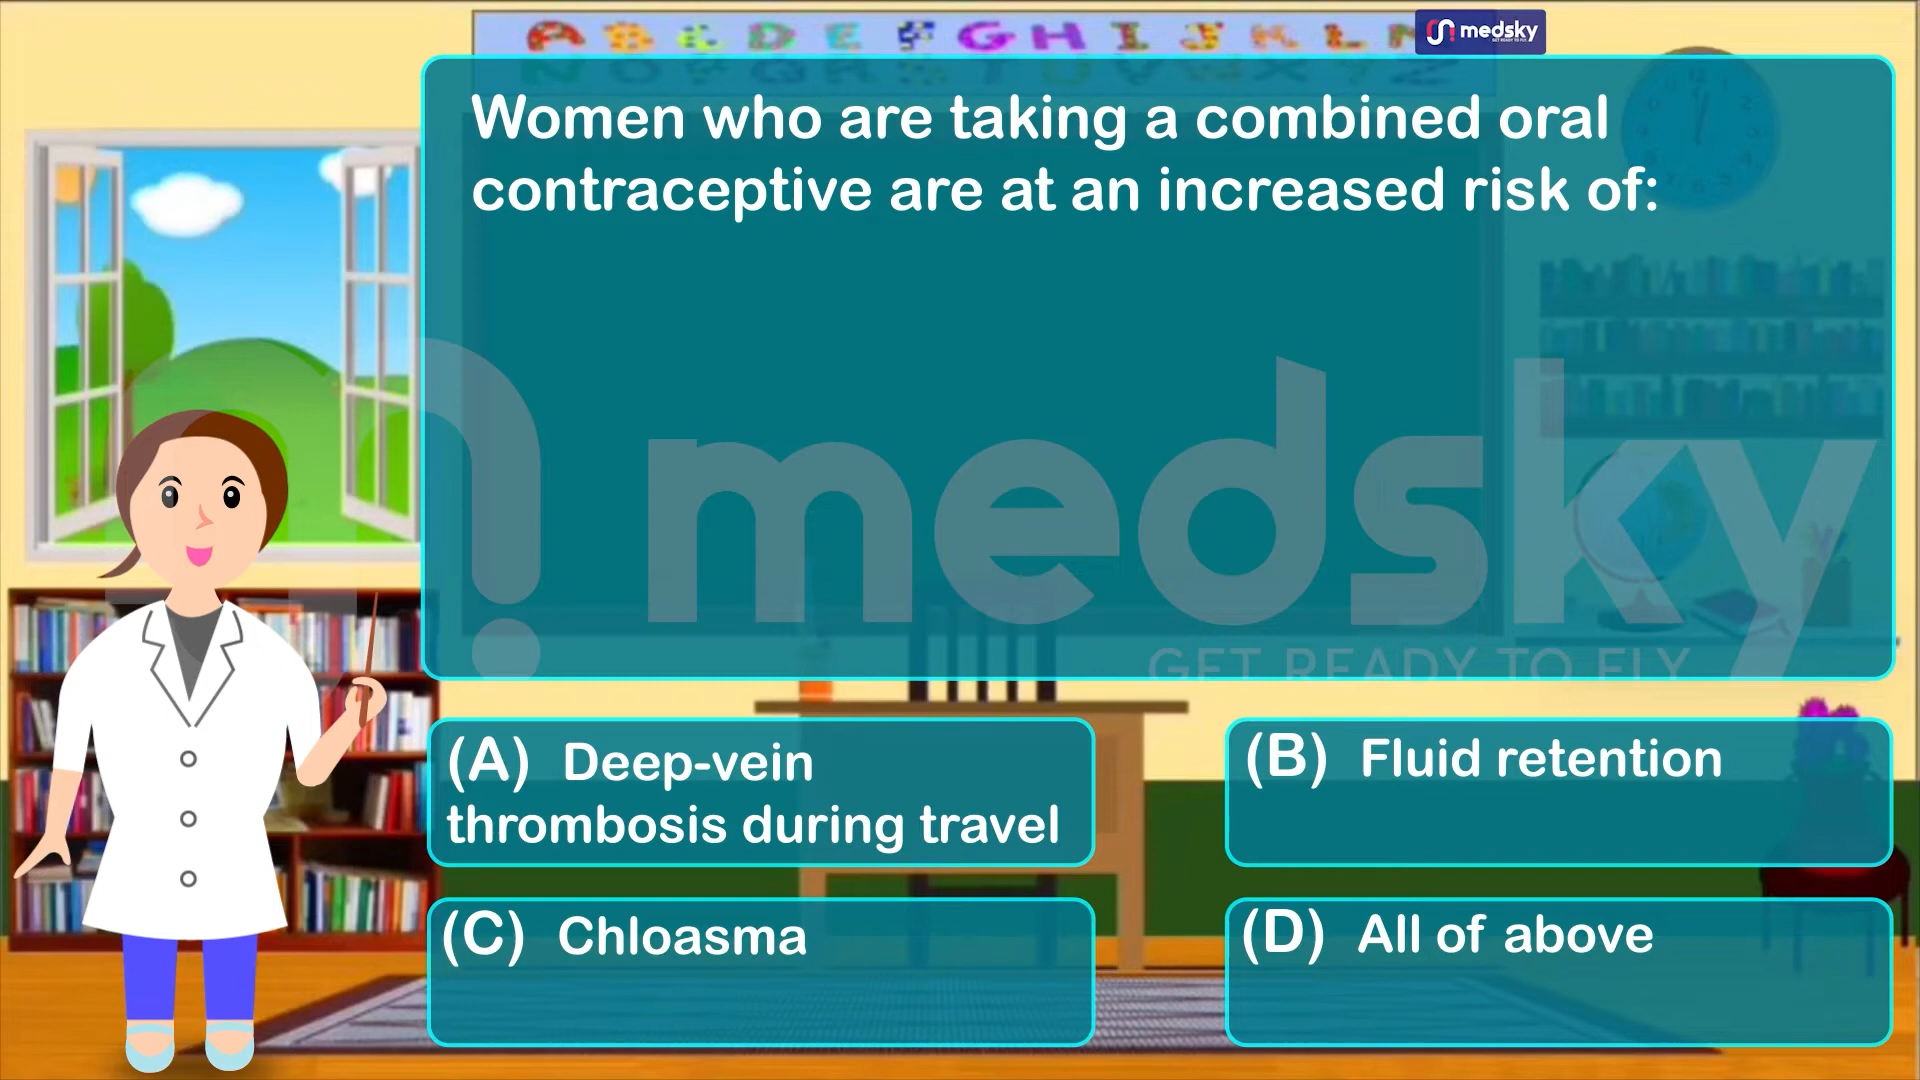 A B C D E F G H I J K L M
medsky
Women who are taking a combined oral
contraceptive are at an increased risk of:
medsky
GET READY TO FLY
(A) Deep-vein
thrombosis during travel
(B) Fluid retention
(C) Chloasma
(D) All of above